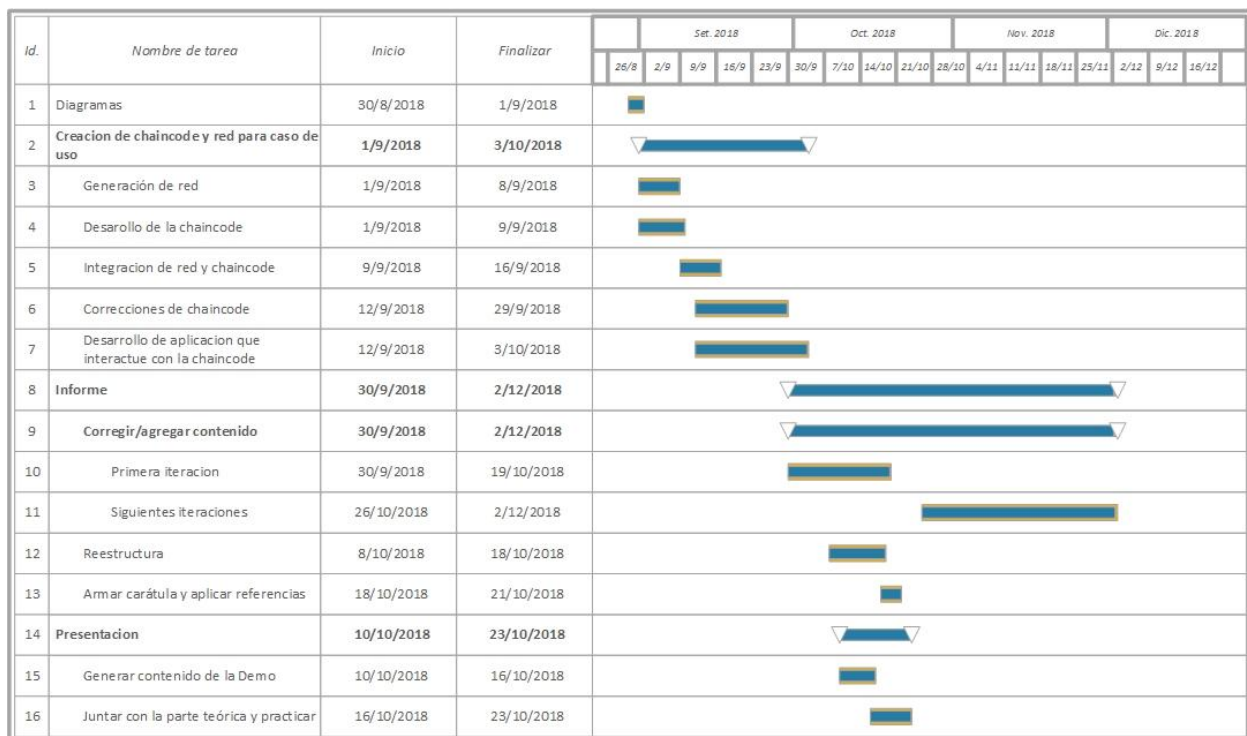 Id. Nombre de tarea Inicio Finalizar Set. 2018 Oct. 2018 Nov. 2018 Dic. 2018
26/8 2/9 9/9 16/9 23/9 30/9 7/10 14/10 21/10 28/10 4/11 11/11 18/11 25/11 2/12 9/12 16/12
1 Diagramas 30/8/2018 1/9/2018
2 Creacion de chaincode y red para caso de
uso 1/9/2018 3/10/2018
3 Generación de red 1/9/2018 8/9/2018
4 Desarollo de la chaincode 1/9/2018 9/9/2018
5 Integracion de red y chaincode 9/9/2018 16/9/2018
6 Correcciones de chaincode 12/9/2018 29/9/2018
7 Desarrollo de aplicacion que
interactue con la chaincode 12/9/2018 3/10/2018
8 Informe 30/9/2018 2/12/2018
9 Corregir/agregar contenido 30/9/2018 2/12/2018
10 Primera iteracion 30/9/2018 19/10/2018
11 Siguientes iteraciones 26/10/2018 2/12/2018
12 Reestructura 8/10/2018 18/10/2018
13 Armar carátula y aplicar referencias 18/10/2018 21/10/2018
14 Presentacion 10/10/2018 23/10/2018
15 Generar contenido de la Demo 10/10/2018 16/10/2018
16 Juntar con la parte teórica y practicar 16/10/2018 23/10/2018